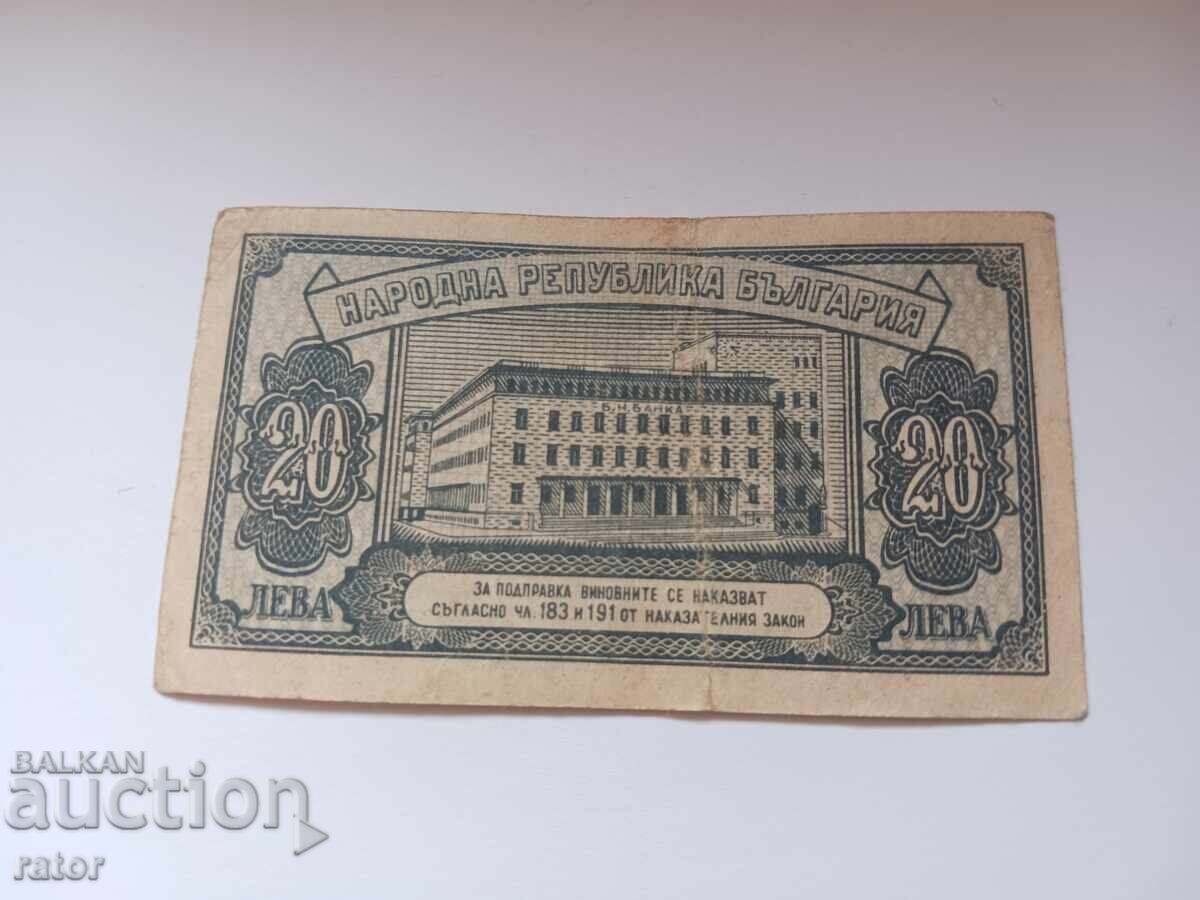 НАРОДНА РЕПУБЛИКА БЪЛГАРИЯ
Б.Н.БАНКА
20
20
ЛЕВА
ЛЕВА
ЗА ПОДПРАВКА ВИНОВНИТЕ СЕ НАКАЗВАТ
СЪГЛАСНО ЧЛ. 183 И 191 ОТ НАКАЗАТЕЛНИЯ ЗАКОН
BALKAN
auction
rator